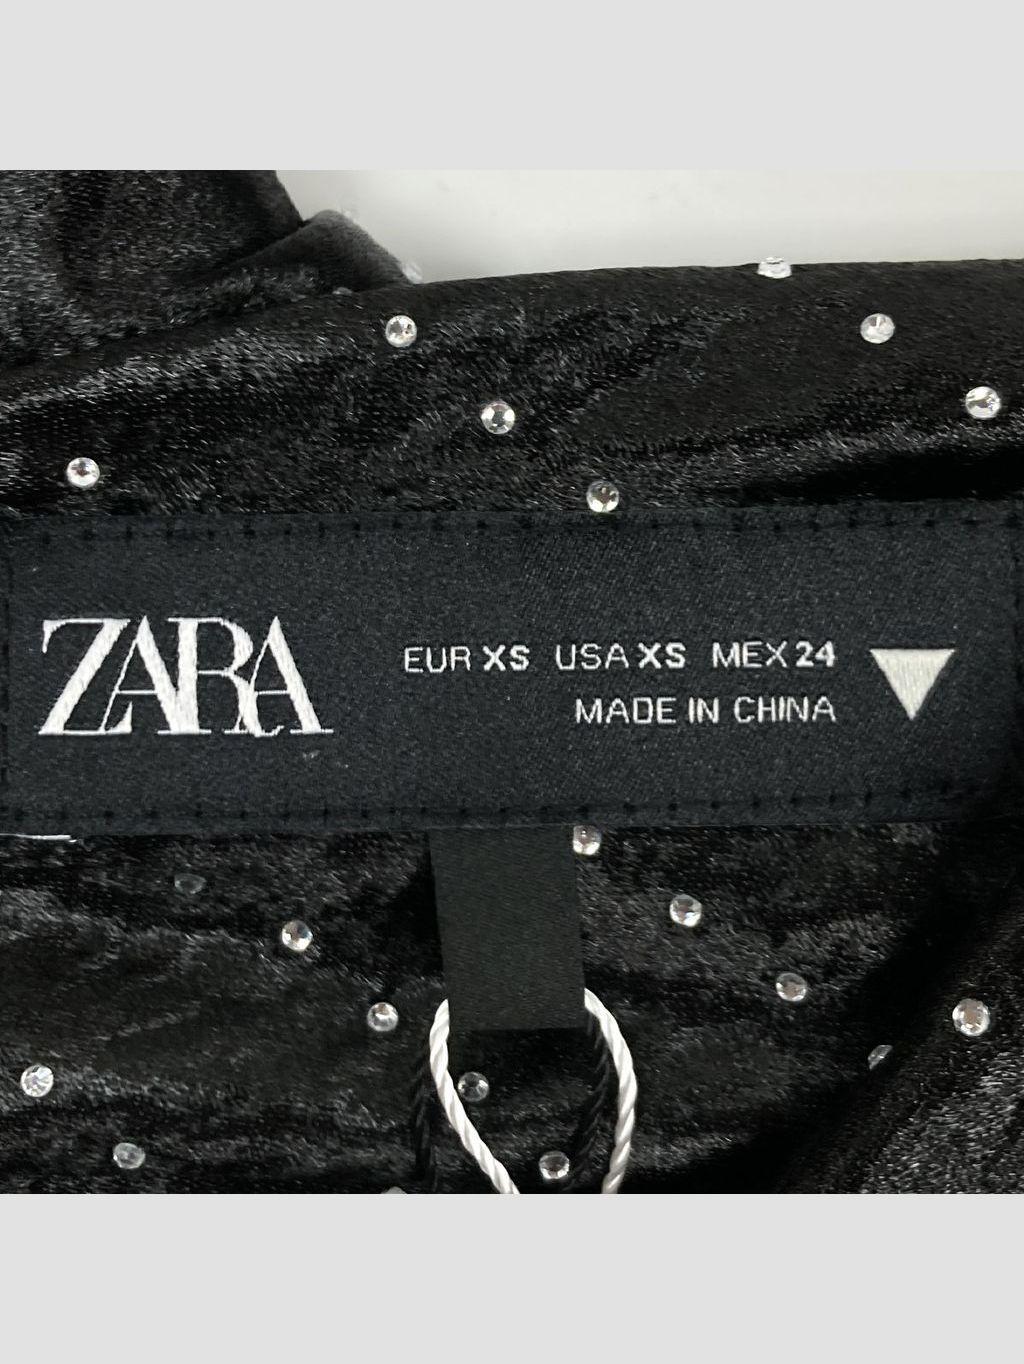 ZARA
EUR XS USA XS MEX 24
MADE IN CHINA